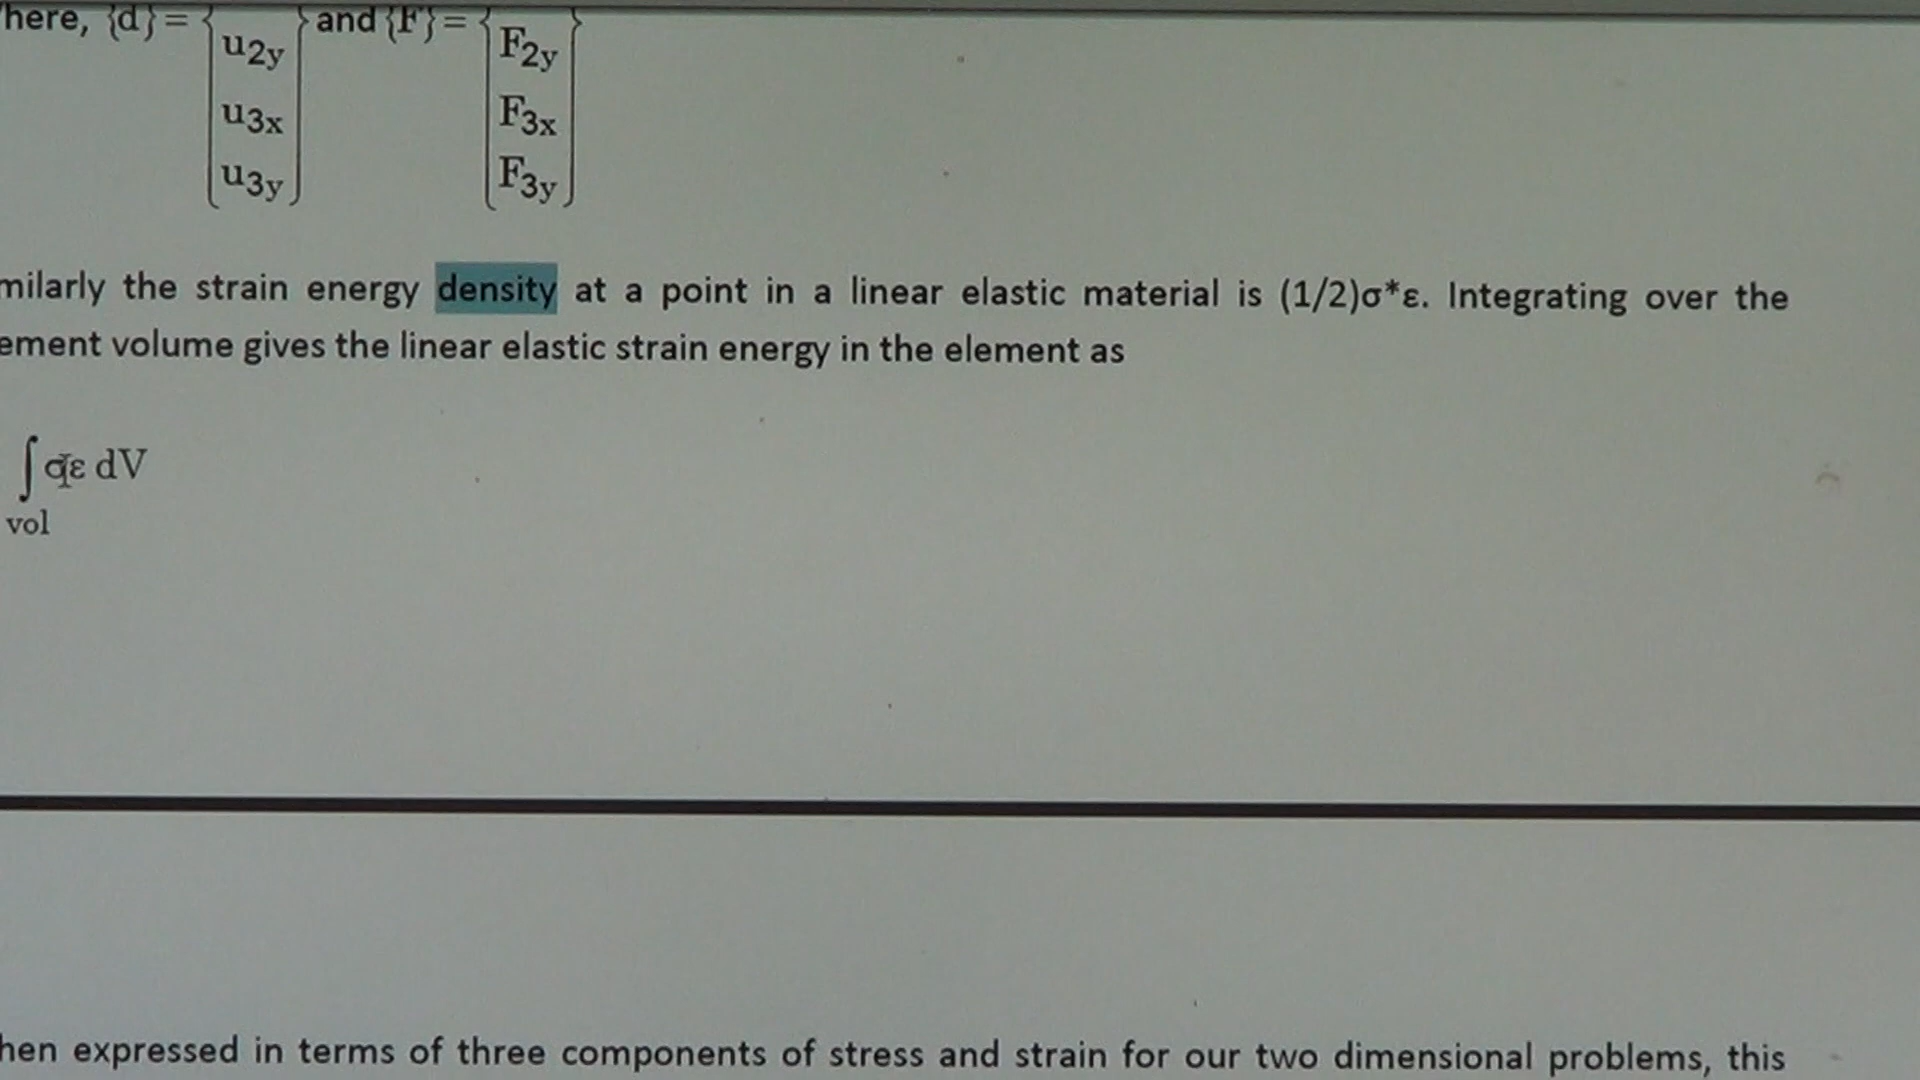 here, {d} = and {F} =
u2y F2y
u3x F3x
u3y F3y
milarly the strain energy density at a point in a linear elastic material is (1/2)σ*ε. Integrating over the
ement volume gives the linear elastic strain energy in the element as
∫ σε dV
vol
hen expressed in terms of three components of stress and strain for our two dimensional problems, this